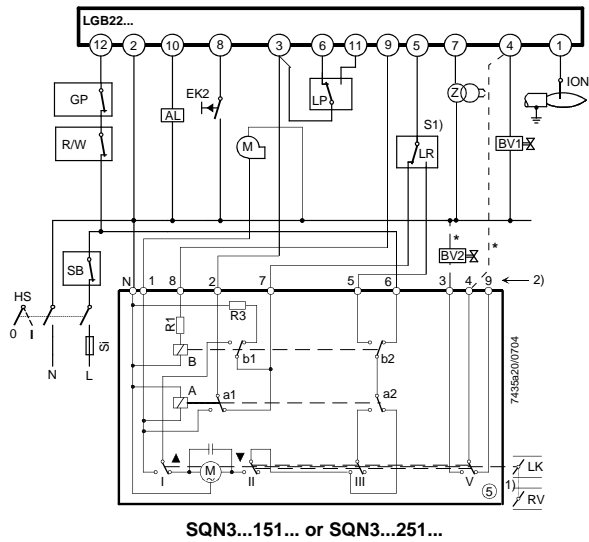 LGB22...
12 2 10 8 3 6 11 9 5 7 4 1
ION
GP
EK2
LP
Z
AL
S1)
R/W
M
LR
BV1
* *
BV2
SB
N 1 8 2 7 5 6 3 4 9 2)
HS
R3
R1
0 I
Si
b1 b2
B
N L
A a1 a2
7435a20/0704
M
I II III V
LK
1)
5
RV
SQN3...151... or SQN3...251...